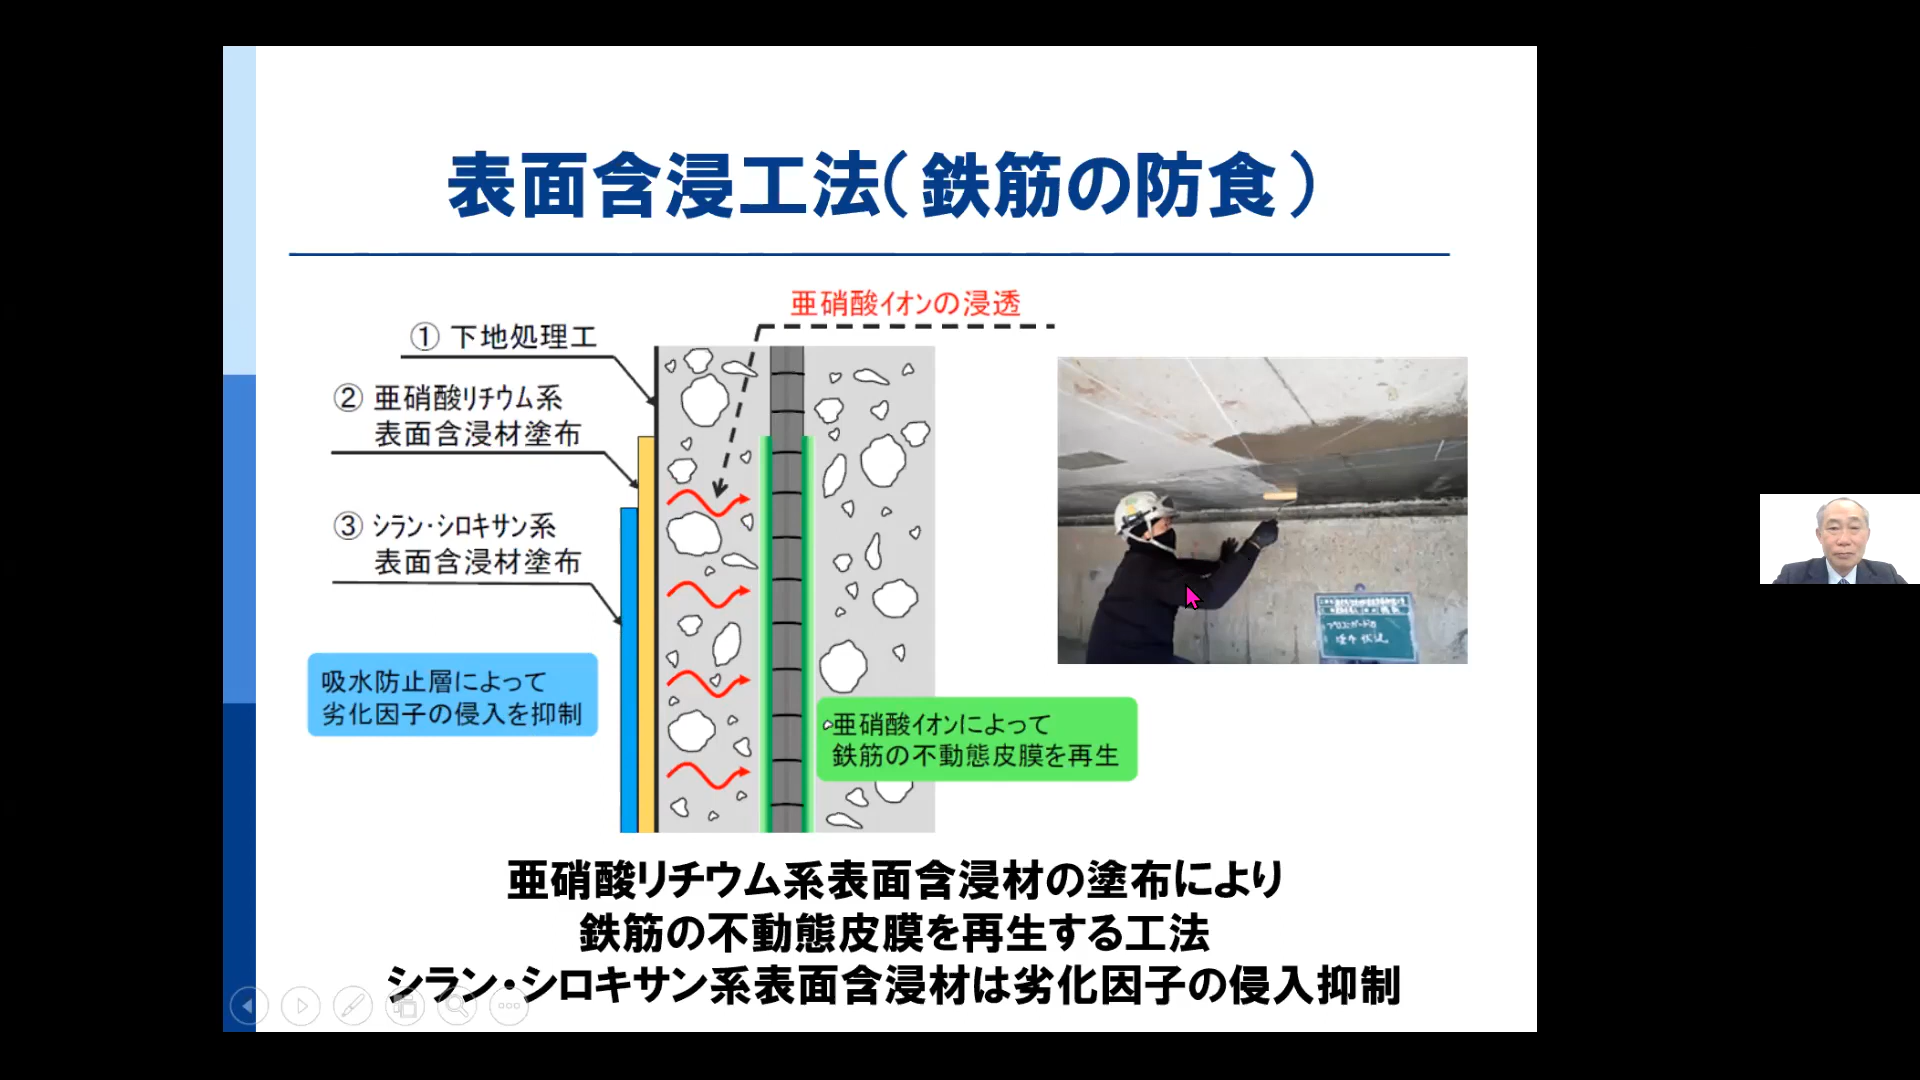 表面含浸工法(鉄筋の防食)
亜硝酸イオンの浸透
① 下地処理工
② 亜硝酸リチウム系
表面含浸材塗布
③ シラン・シロキサン系
表面含浸材塗布
吸水防止層によって
劣化因子の侵入を抑制
亜硝酸イオンによって
鉄筋の不動態皮膜を再生
亜硝酸リチウム系表面含浸材の塗布により
鉄筋の不動態皮膜を再生する工法
シラン・シロキサン系表面含浸材は劣化因子の侵入抑制